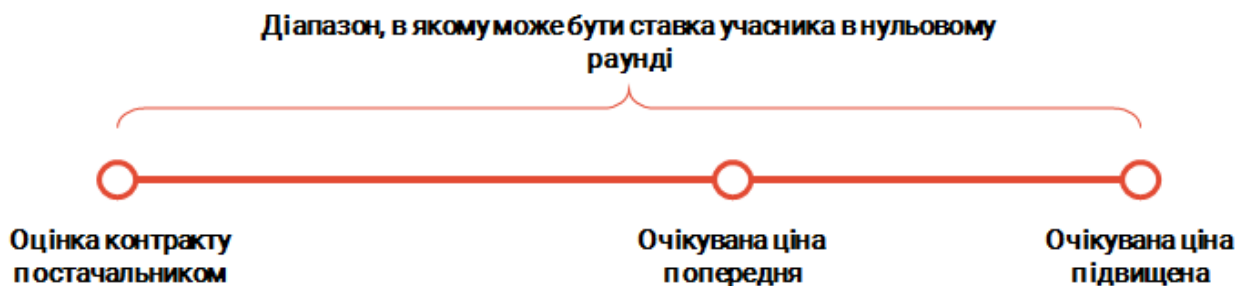 Діапазон, в якому може бути ставка учасника в нульовому
раунді
Оцінка контракту
постачальником
Очікувана ціна
попередня
Очікувана ціна
підвищена